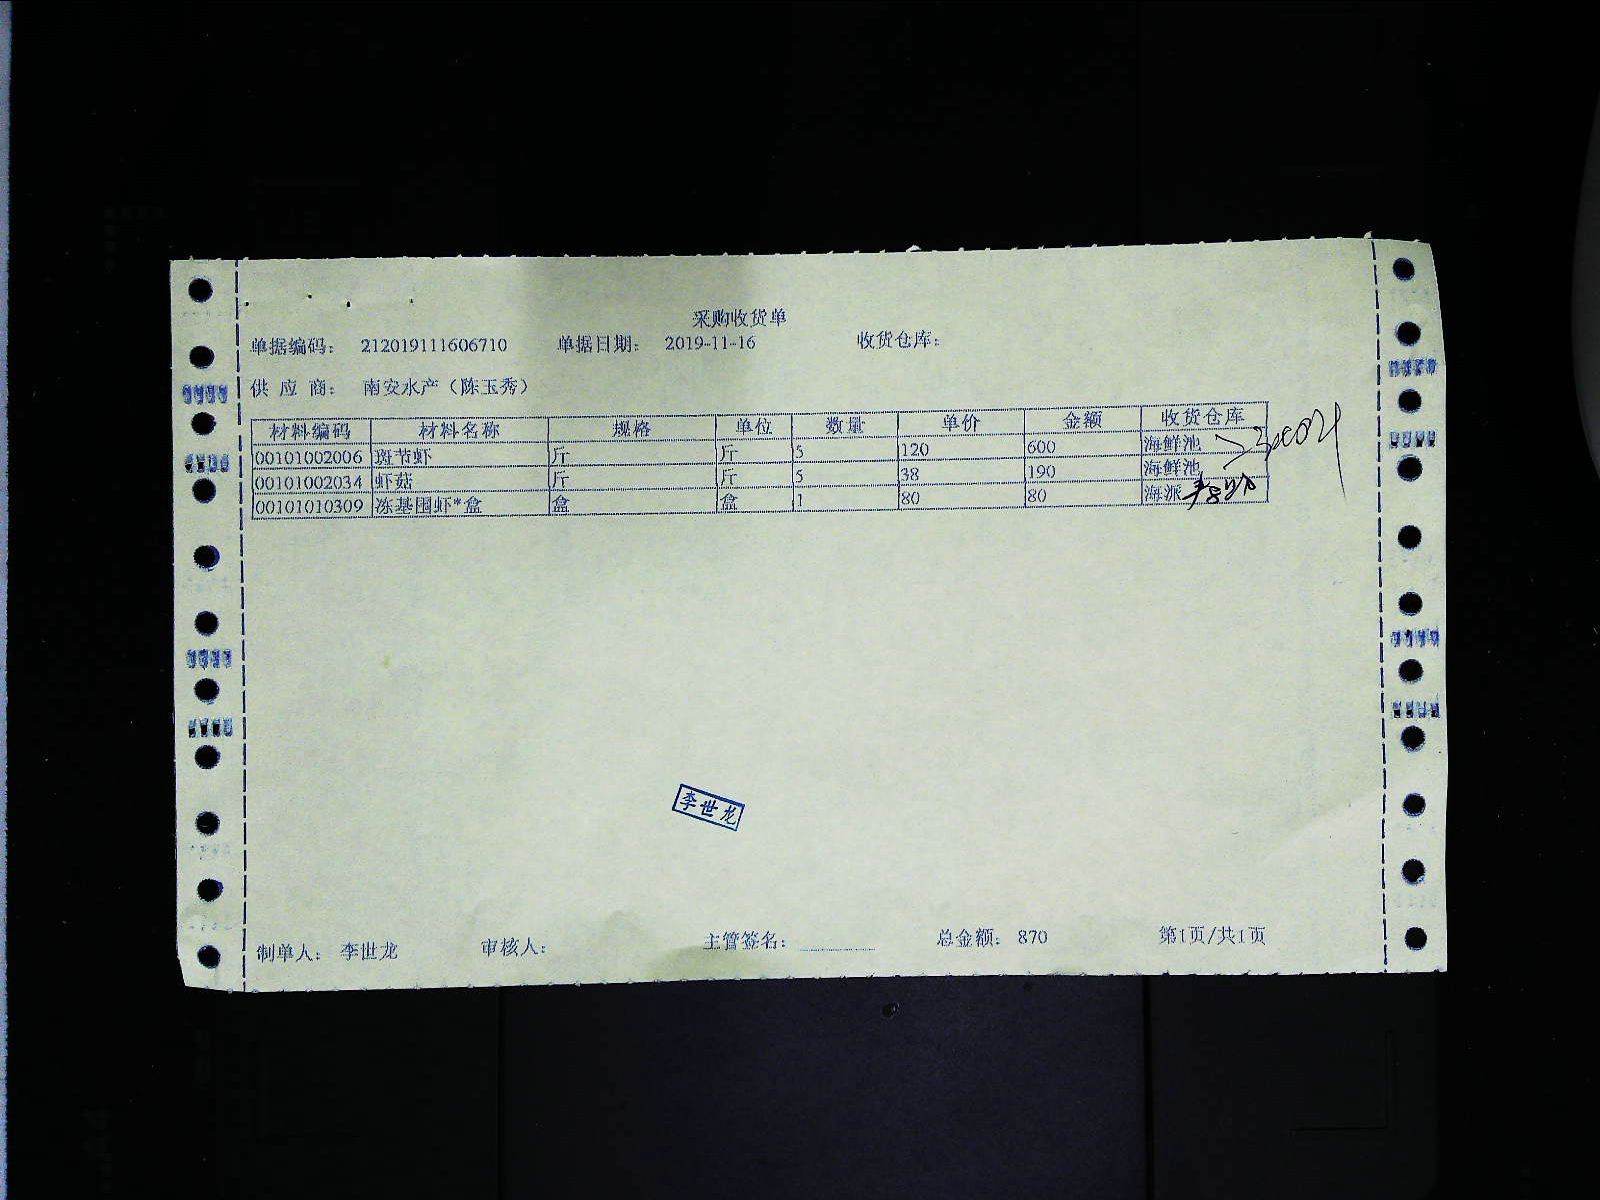 采购收货单
单据编码： 212019111606710 单据日期： 2019-11-16 收货仓库：
供 应 商： 南安水产（陈玉秀）
材料编码 材料名称 规格 单位 数量 单价 金额 收货仓库
00101002006 斑节虾 斤 斤 5 120 600 海鲜池
00101002034 虾菇 斤 斤 5 38 190 海鲜池
00101010309 冻基围虾*盒 盒 盒 1 80 80 海派
李世龙
制单人： 李世龙 审核人： 主管签名： 总金额： 870 第1页/共1页